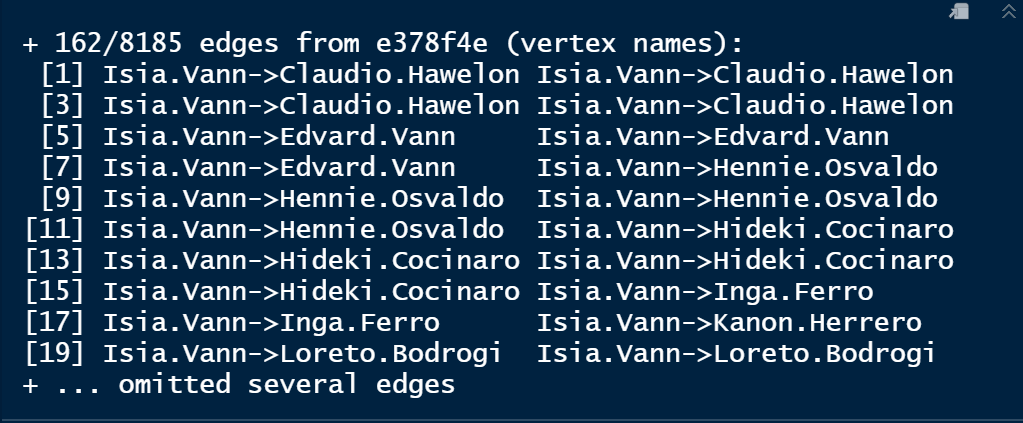 + 162/8185 edges from e378f4e (vertex names):
[1] Isia.Vann->Claudio.Hawelon Isia.Vann->Claudio.Hawelon
[3] Isia.Vann->Claudio.Hawelon Isia.Vann->Claudio.Hawelon
[5] Isia.Vann->Edvard.Vann Isia.Vann->Edvard.Vann
[7] Isia.Vann->Edvard.Vann Isia.Vann->Hennie.Osvaldo
[9] Isia.Vann->Hennie.Osvaldo Isia.Vann->Hennie.Osvaldo
[11] Isia.Vann->Hennie.Osvaldo Isia.Vann->Hideki.Cocinaro
[13] Isia.Vann->Hideki.Cocinaro Isia.Vann->Hideki.Cocinaro
[15] Isia.Vann->Hideki.Cocinaro Isia.Vann->Inga.Ferro
[17] Isia.Vann->Inga.Ferro Isia.Vann->Kanon.Herrero
[19] Isia.Vann->Loreto.Bodrogi Isia.Vann->Loreto.Bodrogi
+ ... omitted several edges